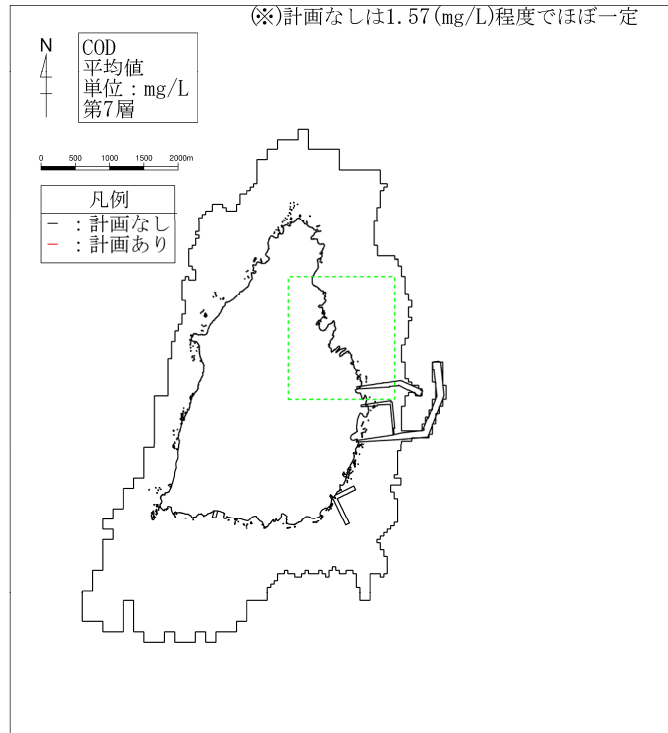 (※)計画なしは1.57(mg/L)程度でほぼ一定
N
COD
平均値
単位：mg/L
第7層
0 500 1000 1500 2000m
凡例
− ：計画なし
− ：計画あり